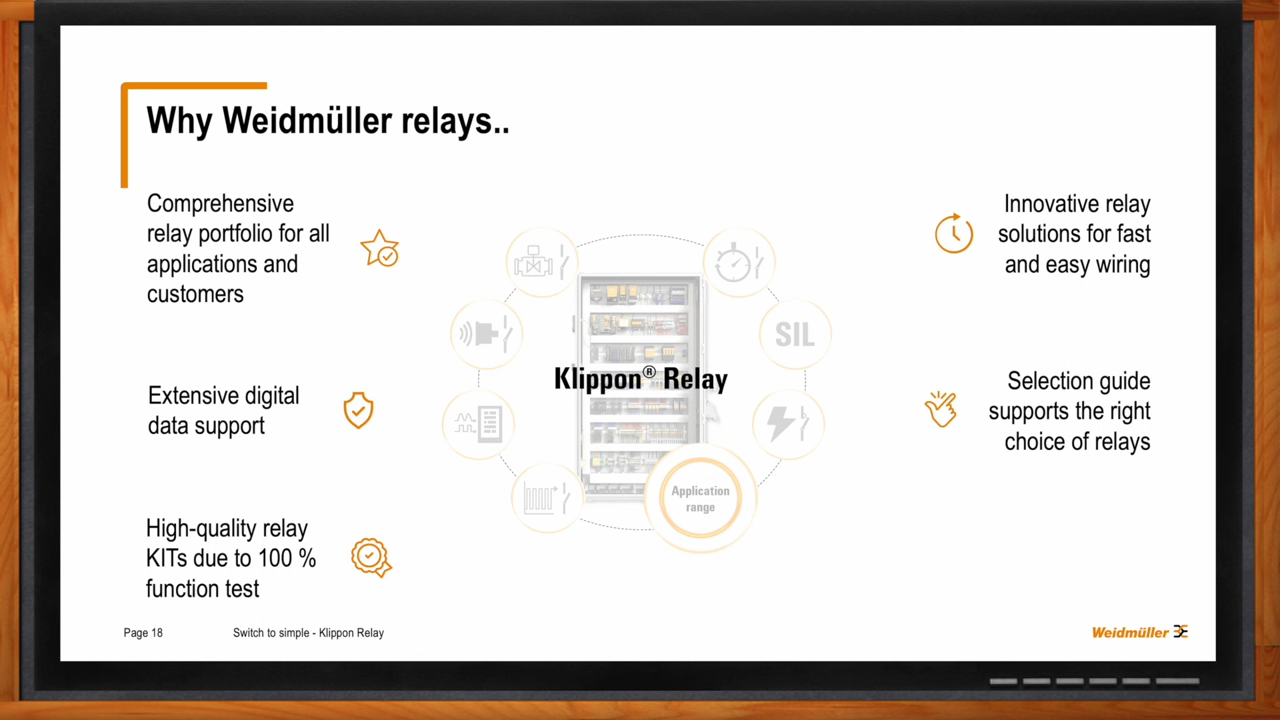 Why Weidmüller relays..
Comprehensive
relay portfolio for all
applications and
customers
Extensive digital
data support
High-quality relay
KITs due to 100 %
function test
SIL
Klippon® Relay
Application
range
Innovative relay
solutions for fast
and easy wiring
Selection guide
supports the right
choice of relays
Page 18
Switch to simple - Klippon Relay
Weidmüller